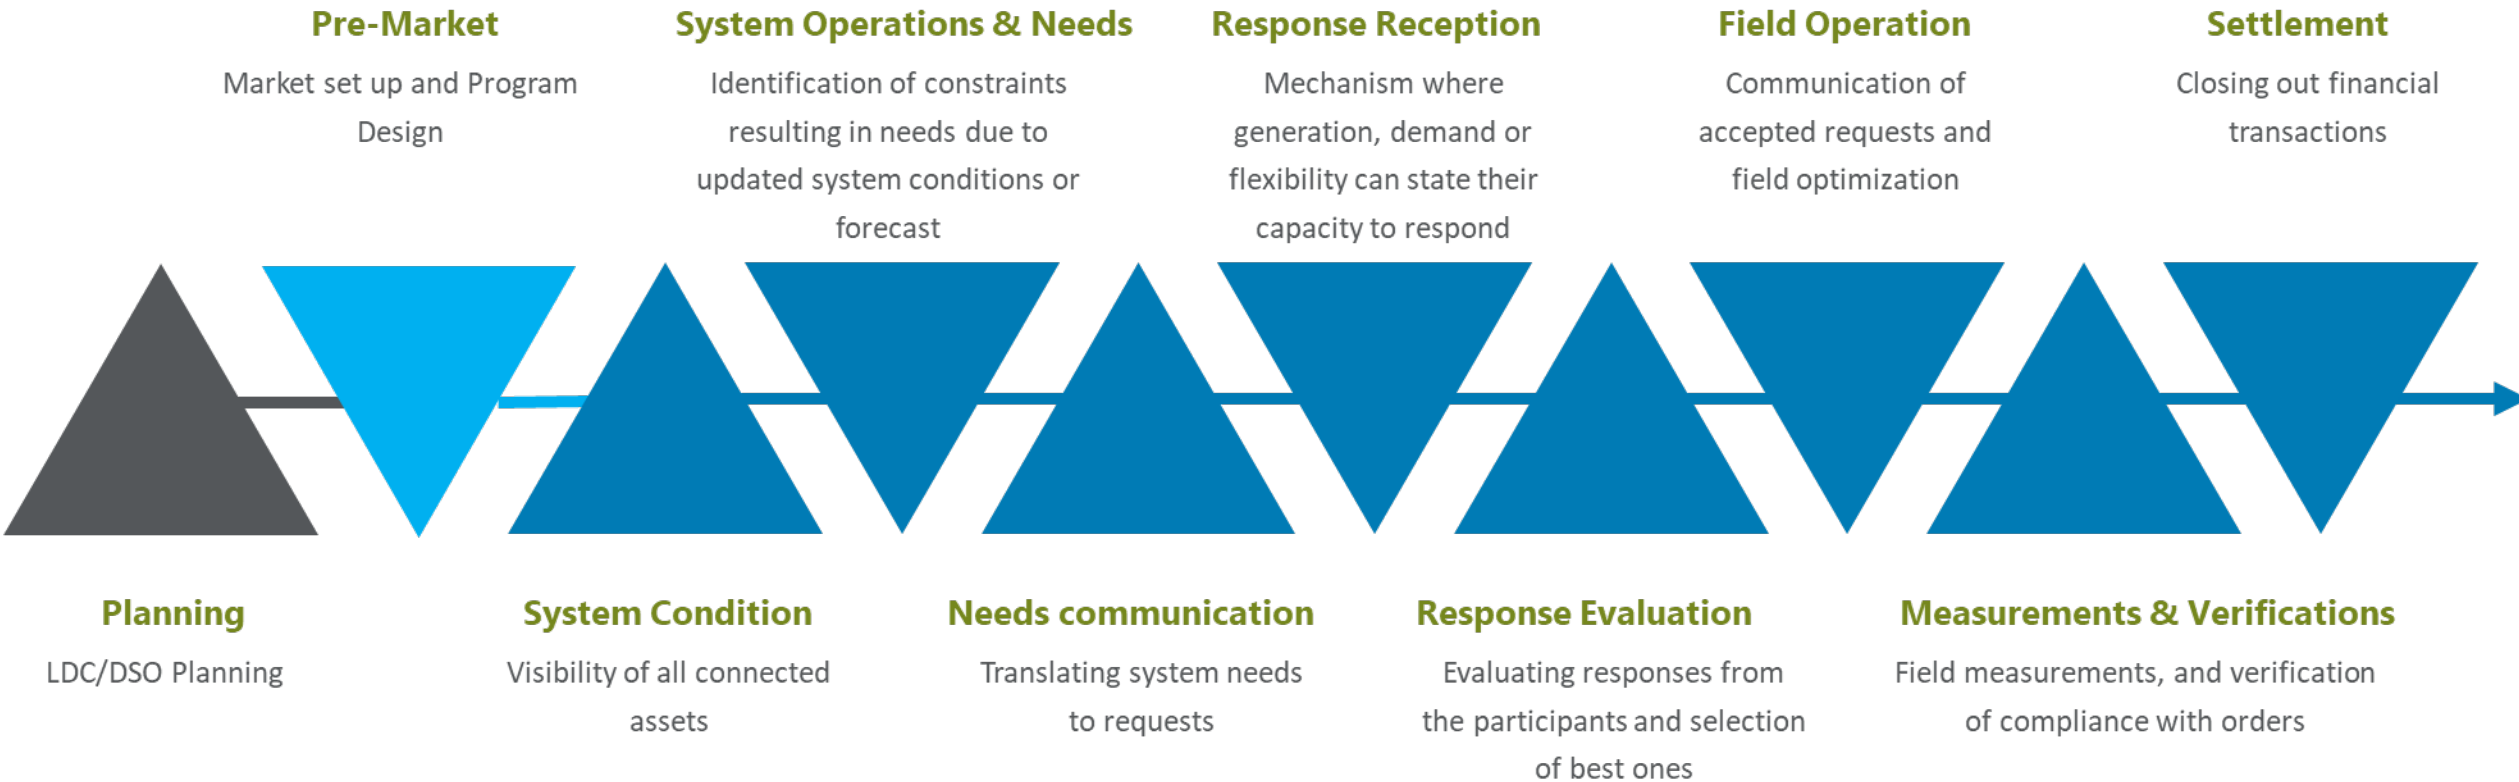 Pre-Market
Market set up and Program
Design
System Operations & Needs
Identification of constraints
resulting in needs due to
updated system conditions or
forecast
Response Reception
Mechanism where
generation, demand or
flexibility can state their
capacity to respond
Field Operation
Communication of
accepted requests and
field optimization
Settlement
Closing out financial
transactions
Planning
LDC/DSO Planning
System Condition
Visibility of all connected
assets
Needs communication
Translating system needs
to requests
Response Evaluation
Evaluating responses from
the participants and selection
of best ones
Measurements & Verifications
Field measurements, and verification
of compliance with orders